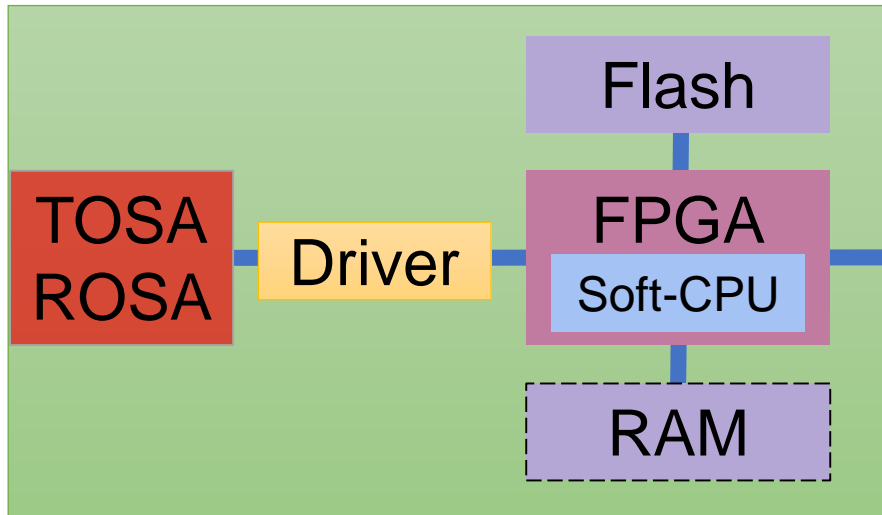 Flash
TOSA
ROSA
Driver
FPGA
Soft-CPU
RAM